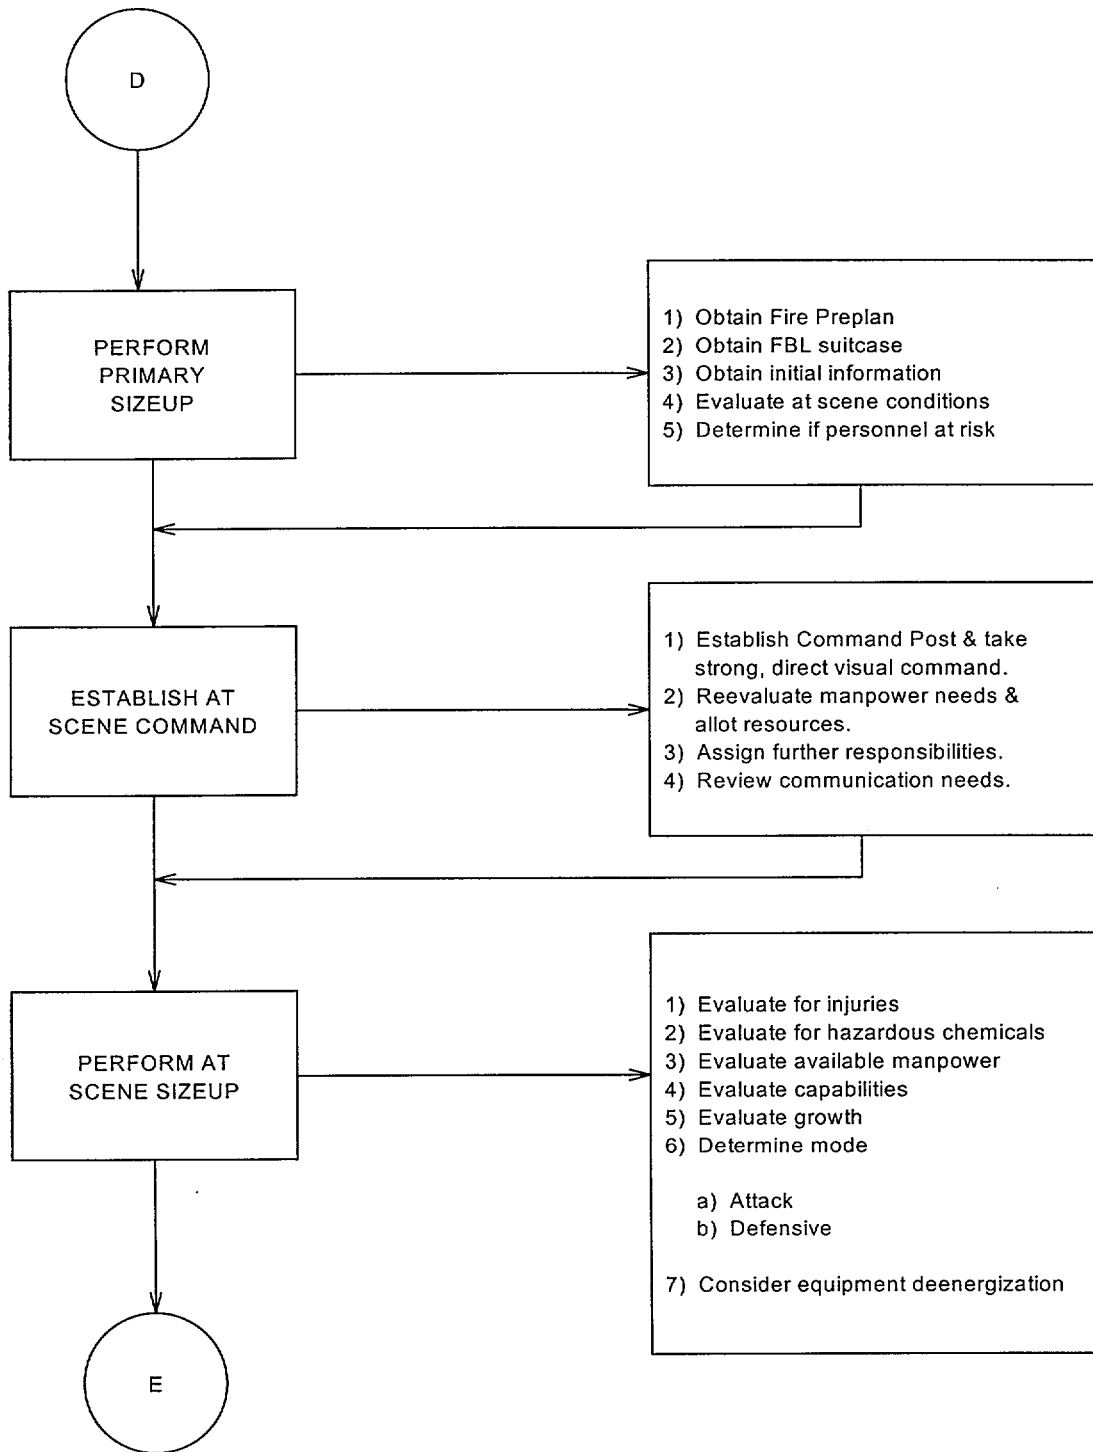 D
PERFORM
PRIMARY
SIZEUP
1) Obtain Fire Preplan
2) Obtain FBL suitcase
3) Obtain initial information
4) Evaluate at scene conditions
5) Determine if personnel at risk
ESTABLISH AT
SCENE COMMAND
1) Establish Command Post & take
strong, direct visual command.
2) Reevaluate manpower needs &
allot resources.
3) Assign further responsibilities.
4) Review communication needs.
PERFORM AT
SCENE SIZEUP
1) Evaluate for injuries
2) Evaluate for hazardous chemicals
3) Evaluate available manpower
4) Evaluate capabilities
5) Evaluate growth
6) Determine mode
a) Attack
b) Defensive
7) Consider equipment deenergization
E